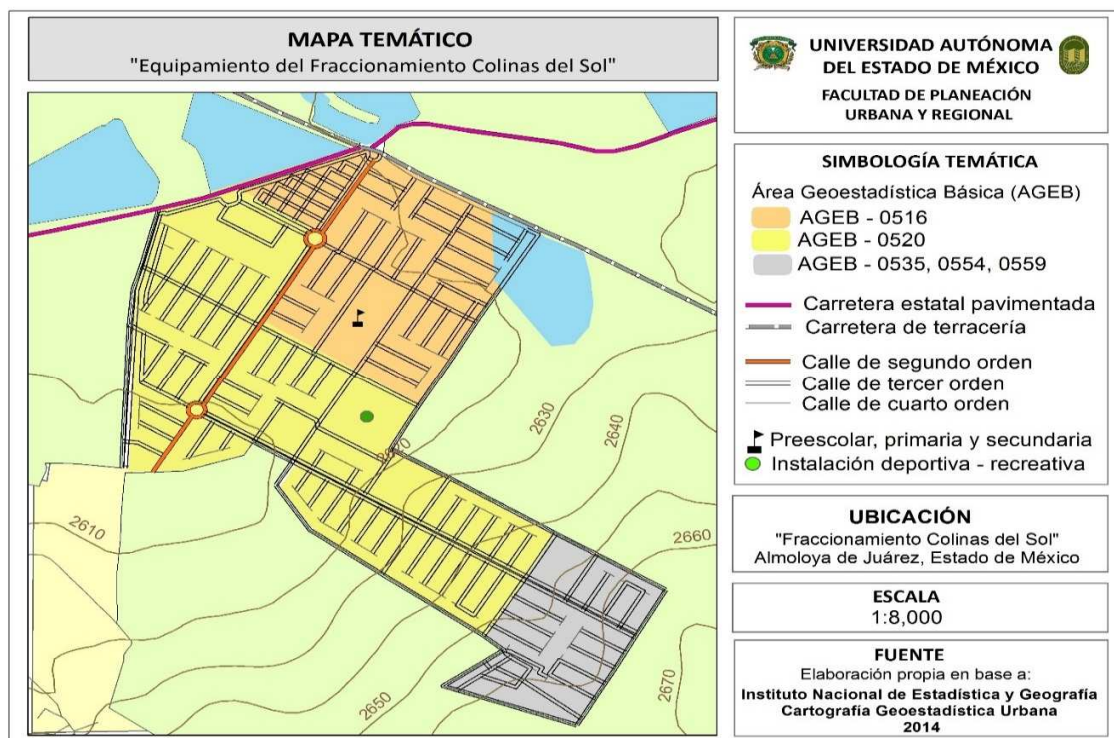 MAPA TEMÁTICO
"Equipamiento del Fraccionamiento Colinas del Sol"
2630
2640
2610
2660
2650
2670
UNIVERSIDAD AUTÓNOMA
DEL ESTADO DE MÉXICO
FACULTAD DE PLANEACIÓN
URBANA Y REGIONAL
SIMBOLOGÍA TEMÁTICA
Área Geoestadística Básica (AGEB)
AGEB - 0516
AGEB - 0520
AGEB - 0535, 0554, 0559
Carretera estatal pavimentada
Carretera de terracería
Calle de segundo orden
Calle de tercer orden
Calle de cuarto orden
Preescolar, primaria y secundaria
Instalación deportiva - recreativa
UBICACIÓN
"Fraccionamiento Colinas del Sol"
Almoloya de Juárez, Estado de México
ESCALA
1:8,000
FUENTE
Elaboración propia en base a:
Instituto Nacional de Estadística y Geografía
Cartografía Geoestadística Urbana
2014